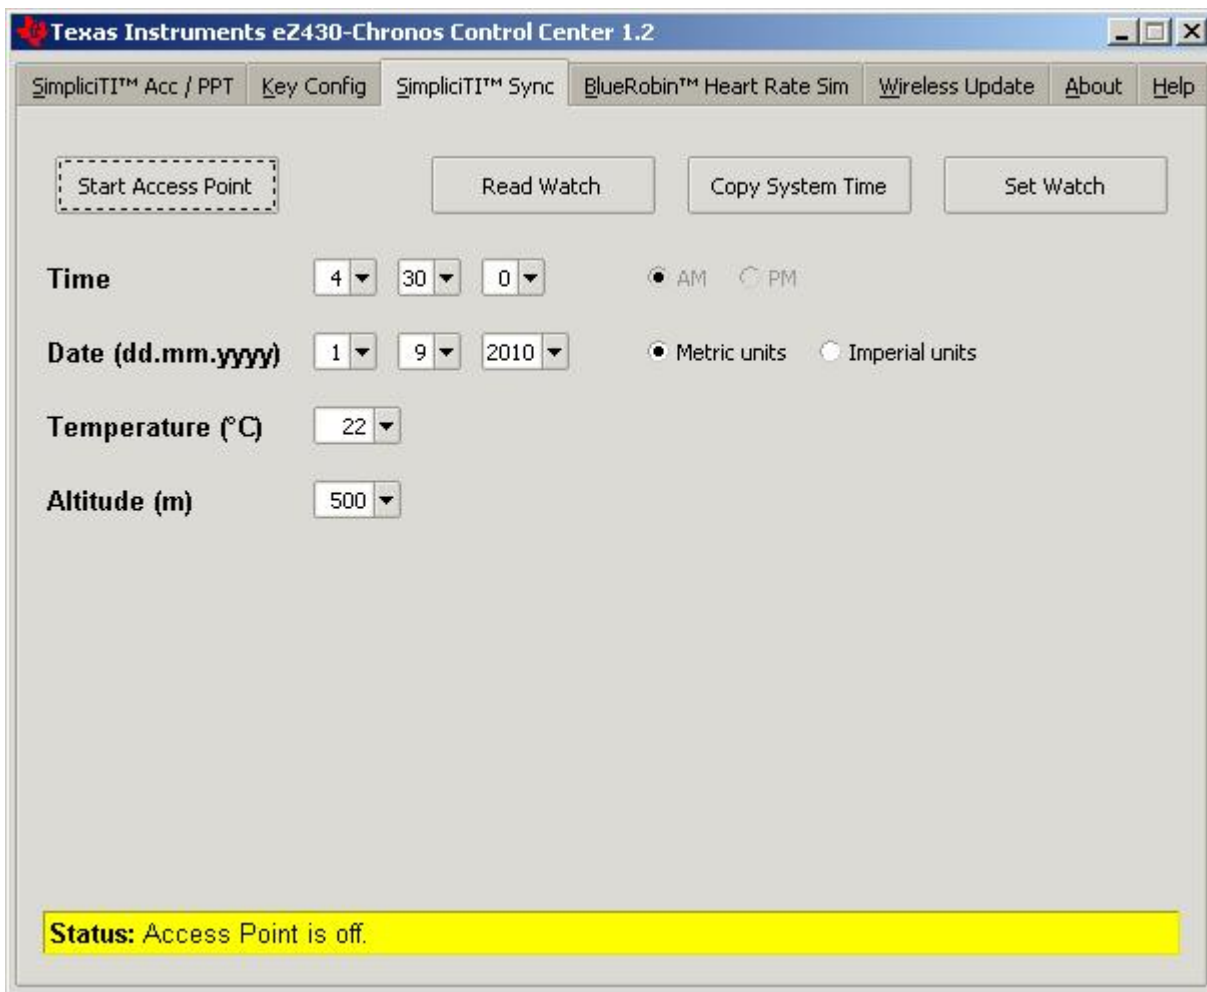 Texas Instruments eZ430-Chronos Control Center 1.2
SimpliciTI™ Acc / PPT Key Config SimpliciTI™ Sync BlueRobin™ Heart Rate Sim Wireless Update About Help
Start Access Point Read Watch Copy System Time Set Watch
Time 4 30 0 AM PM
Date (dd.mm.yyyy) 1 9 2010 Metric units Imperial units
Temperature (°C) 22
Altitude (m) 500
Status: Access Point is off.